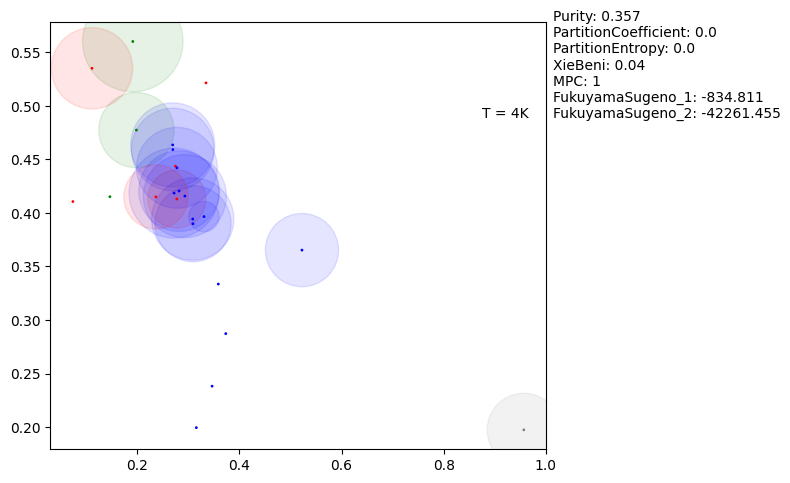 Purity: 0.357
PartitionCoefficient: 0.0
PartitionEntropy: 0.0
XieBeni: 0.04
MPC: 1
FukuyamaSugeno_1: -834.811
FukuyamaSugeno_2: -42261.455
T = 4K
0.55
0.50
0.45
0.40
0.35
0.30
0.25
0.20
0.2 0.4 0.6 0.8 1.0